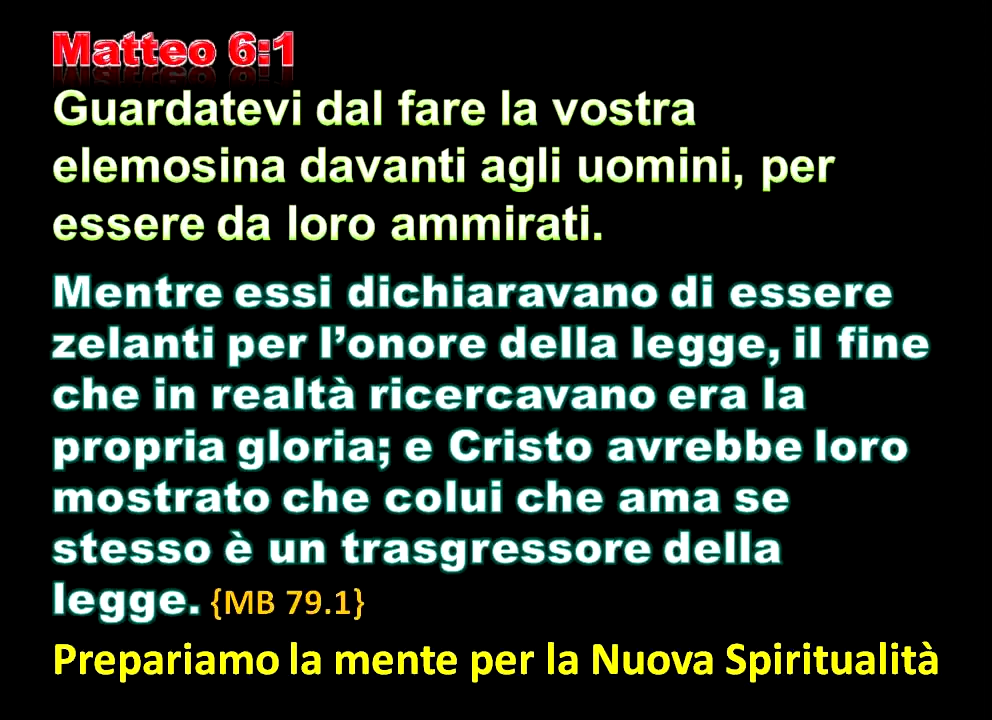 Matteo 6:1
Guardatevi dal fare la vostra
elemosina davanti agli uomini, per
essere da loro ammirati.
Mentre essi dichiaravano di essere
zelanti per l’onore della legge, il fine
che in realtà ricercavano era la
propria gloria; e Cristo avrebbe loro
mostrato che colui che ama se
stesso è un trasgressore della
legge. {MB 79.1}
Prepariamo la mente per la Nuova Spiritualità